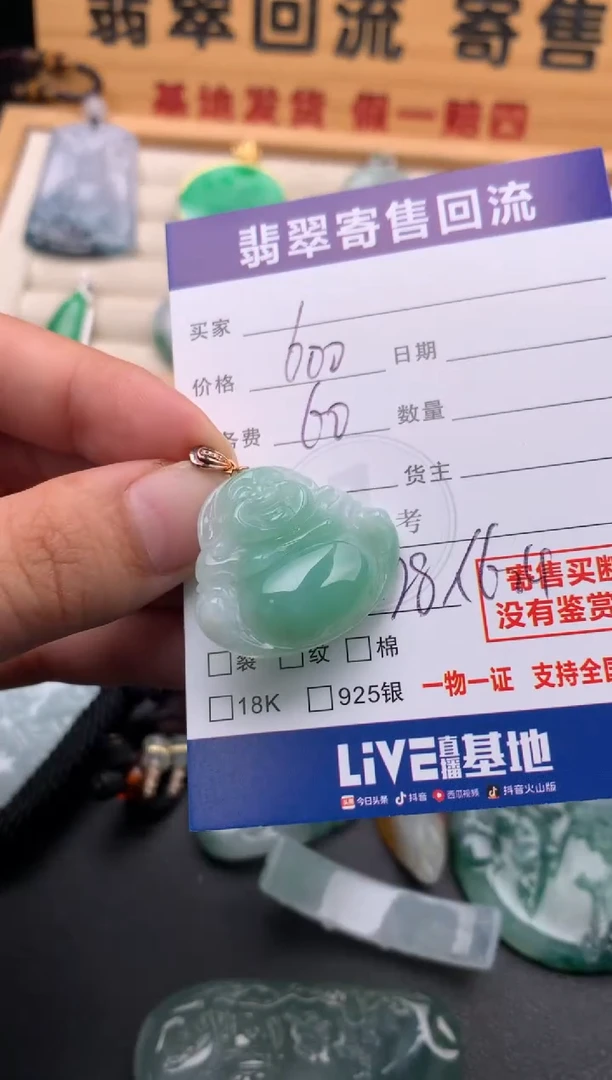 翡翠回流 寄售
基地发货 假一赔四
翡翠寄售回流
买家
价格 600 日期
务费 60 数量
货主
考
寄售买断
没有鉴赏
裂 纹 棉
18K 925银
一物一证 支持全国
LiVE直播基地
头条 今日头条 抖音 西瓜视频 抖音火山版